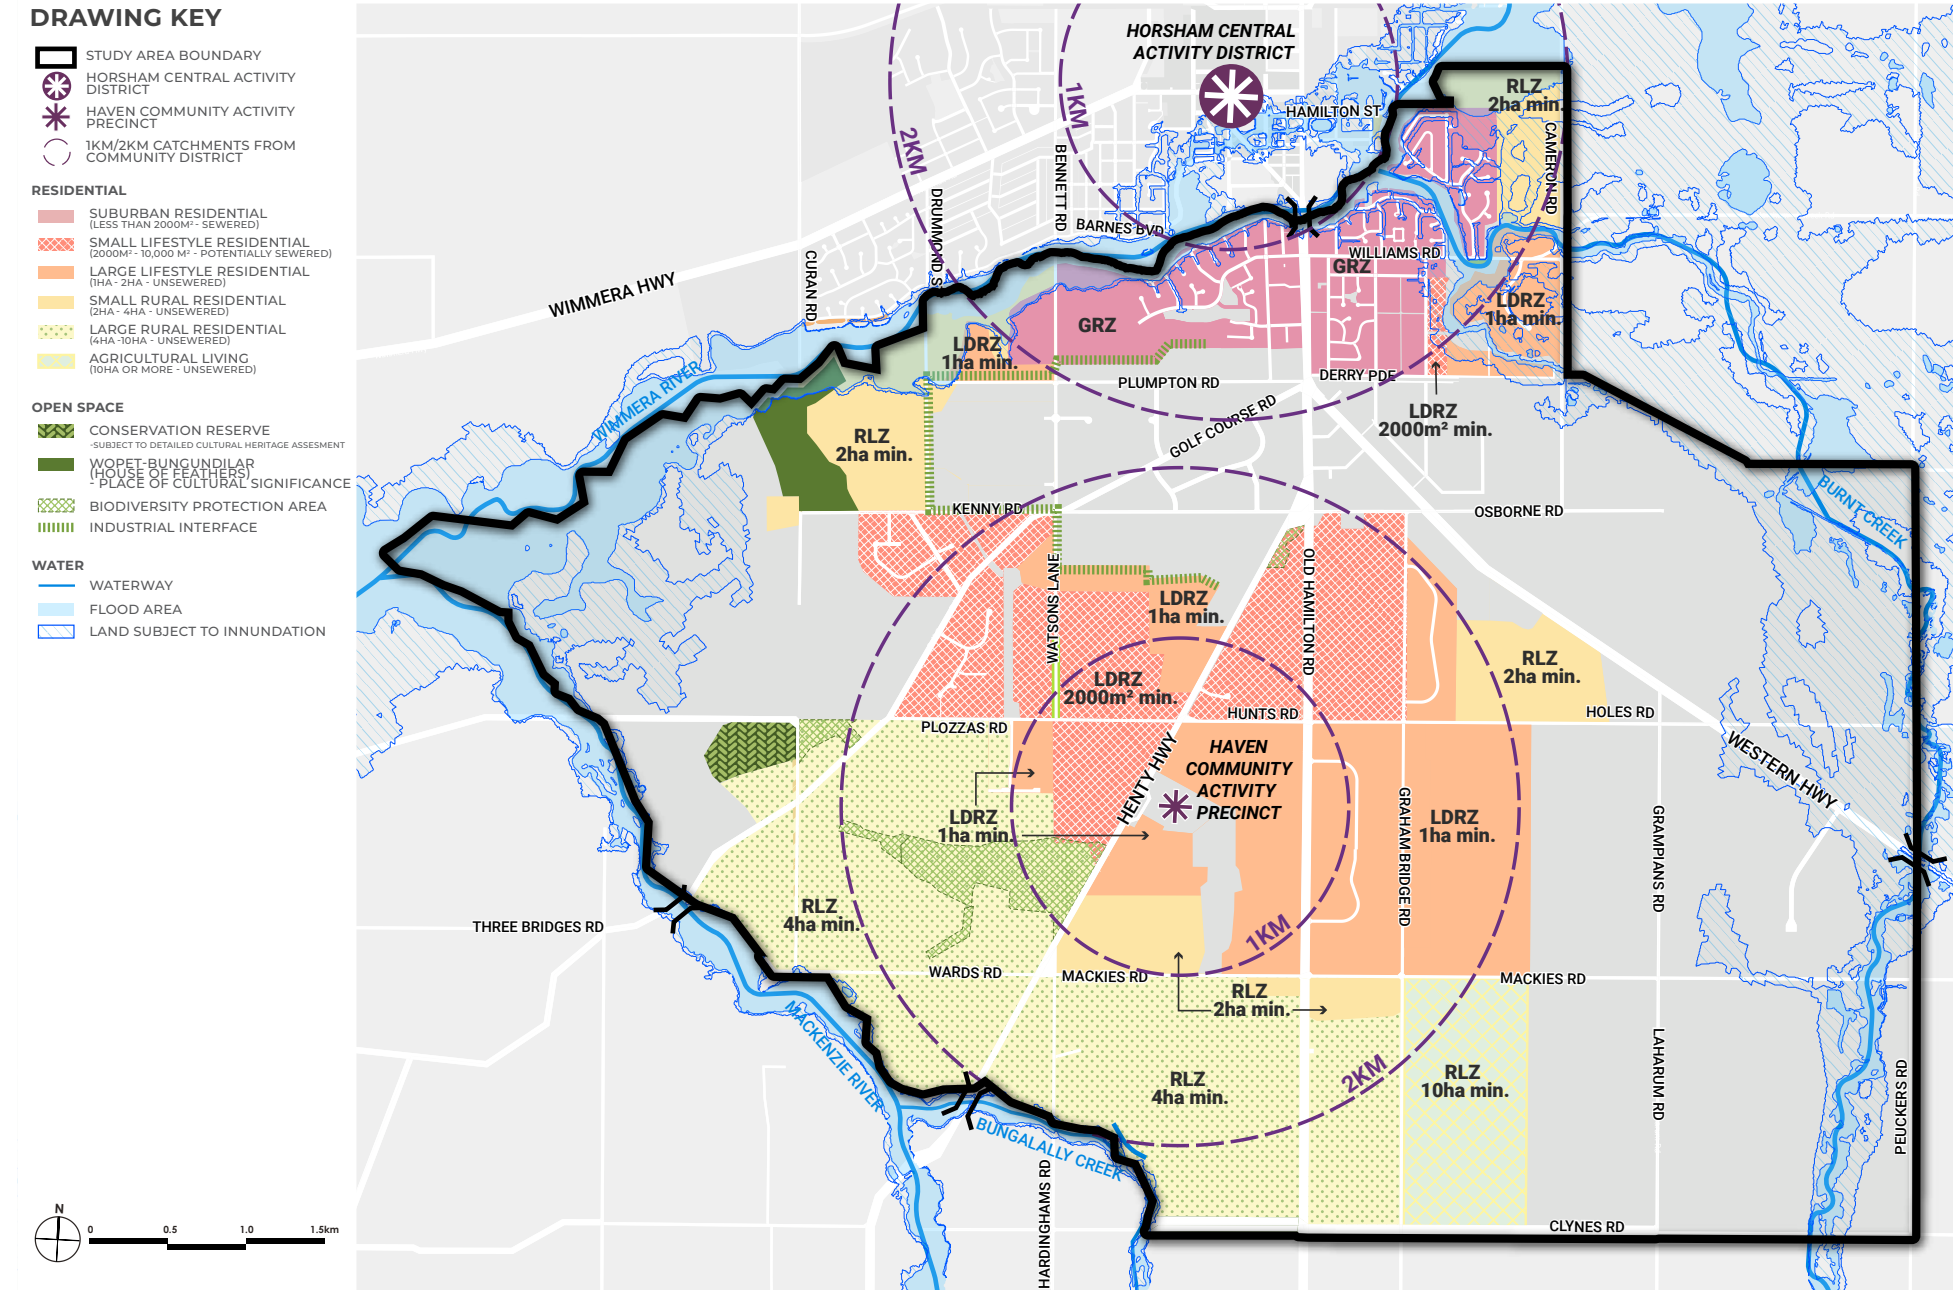 DRAWING KEY
STUDY AREA BOUNDARY
HORSHAM CENTRAL ACTIVITY
DISTRICT
HAVEN COMMUNITY ACTIVITY
PRECINCT
1KM/2KM CATCHMENTS FROM
COMMUNITY DISTRICT
RESIDENTIAL
SUBURBAN RESIDENTIAL
(LESS THAN 2000M² - SEWERED)
SMALL LIFESTYLE RESIDENTIAL
(2000M² - 10,000 M² - POTENTIALLY SEWERED)
LARGE LIFESTYLE RESIDENTIAL
(1HA - 2HA - UNSEWERED)
SMALL RURAL RESIDENTIAL
(2HA - 4HA - UNSEWERED)
LARGE RURAL RESIDENTIAL
(4HA -10HA - UNSEWERED)
AGRICULTURAL LIVING
(10HA OR MORE - UNSEWERED)
OPEN SPACE
CONSERVATION RESERVE
-SUBJECT TO DETAILED CULTURAL HERITAGE ASSESMENT
WOPET-BUNGUNDILAR
(HOUSE OF FEATHERS)
- PLACE OF CULTURAL SIGNIFICANCE
BIODIVERSITY PROTECTION AREA
INDUSTRIAL INTERFACE
WATER
WATERWAY
FLOOD AREA
LAND SUBJECT TO INNUNDATION
N
0 0.5 1.0 1.5km
HORSHAM CENTRAL
ACTIVITY DISTRICT
1KM
2KM
HAMILTON ST
RLZ
2ha min.
CAMERON RD
BENNETT RD
DRUMMOND ST
BARNES BVD
CURAN RD
WIMMERA HWY
WILLIAMS RD
GRZ
GRZ
LDRZ
1ha min.
LDRZ
1ha min.
WIMMERA RIVER
PLUMPTON RD
DERRY PDE
GOLF COURSE RD
LDRZ
2000m² min.
RLZ
2ha min.
KENNY RD
OSBORNE RD
BURNT CREEK
WATSONS LANE
OLD HAMILTON RD
LDRZ
1ha min.
LDRZ
2000m² min.
RLZ
2ha min.
PLOZZAS RD
HUNTS RD
HOLES RD
HENTY HWY
WESTERN HWY
HAVEN
COMMUNITY
ACTIVITY
PRECINCT
LDRZ
1ha min.
GRAHAM BRIDGE RD
LDRZ
1ha min.
GRAMPIANS RD
THREE BRIDGES RD
RLZ
4ha min.
1KM
WARDS RD
MACKIES RD
MACKIES RD
RLZ
2ha min.
MACKENZIE RIVER
2KM
RLZ
4ha min.
RLZ
10ha min.
LAHARUM RD
PEUCKERS RD
BUNGALALLY CREEK
HARDINGHAMS RD
CLYNES RD